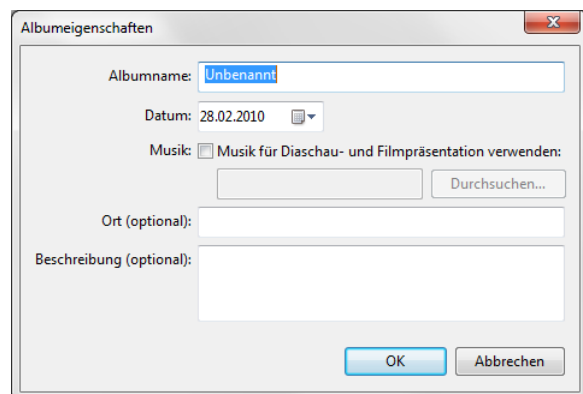 Albumeigenschaften
Albumname: Unbenannt
Datum: 28.02.2010
Musik: Musik für Diaschau- und Filmpräsentation verwenden:
Durchsuchen...
Ort (optional):
Beschreibung (optional):
OK Abbrechen